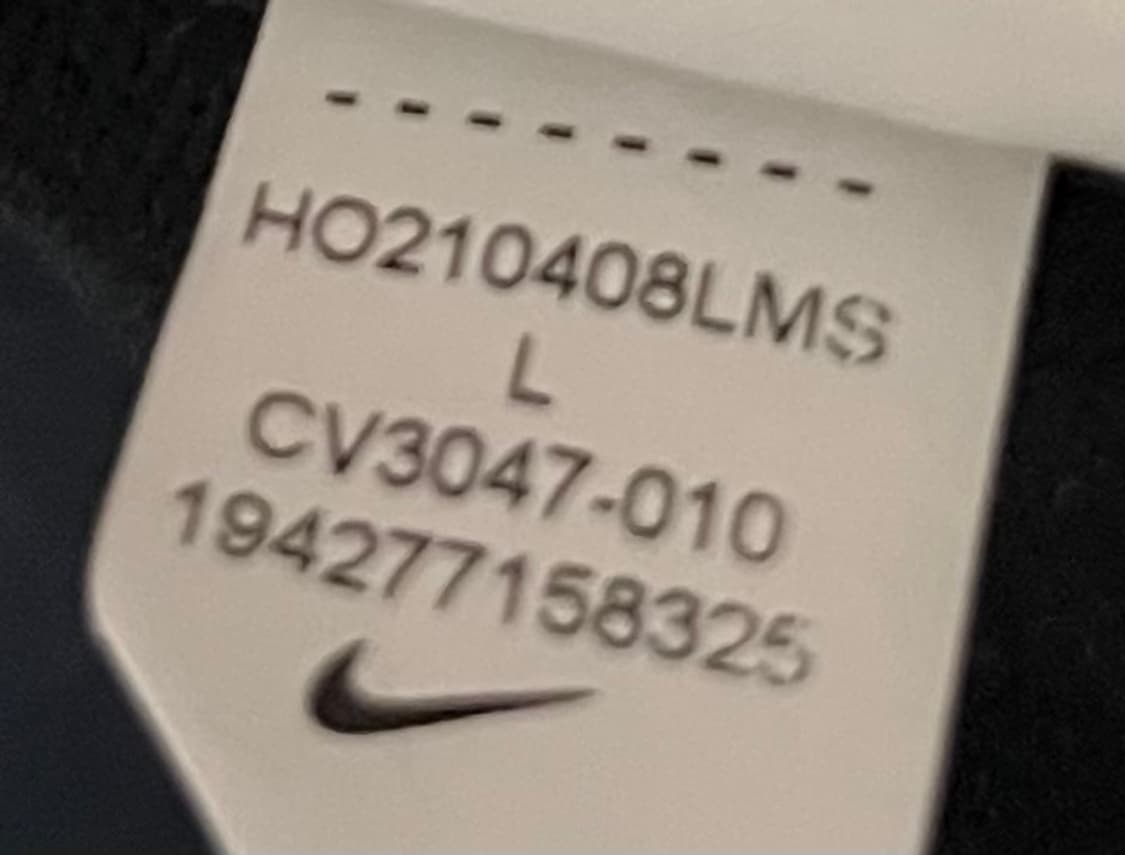 --------
HO210408LMS
L
CV3047-010
194277158325